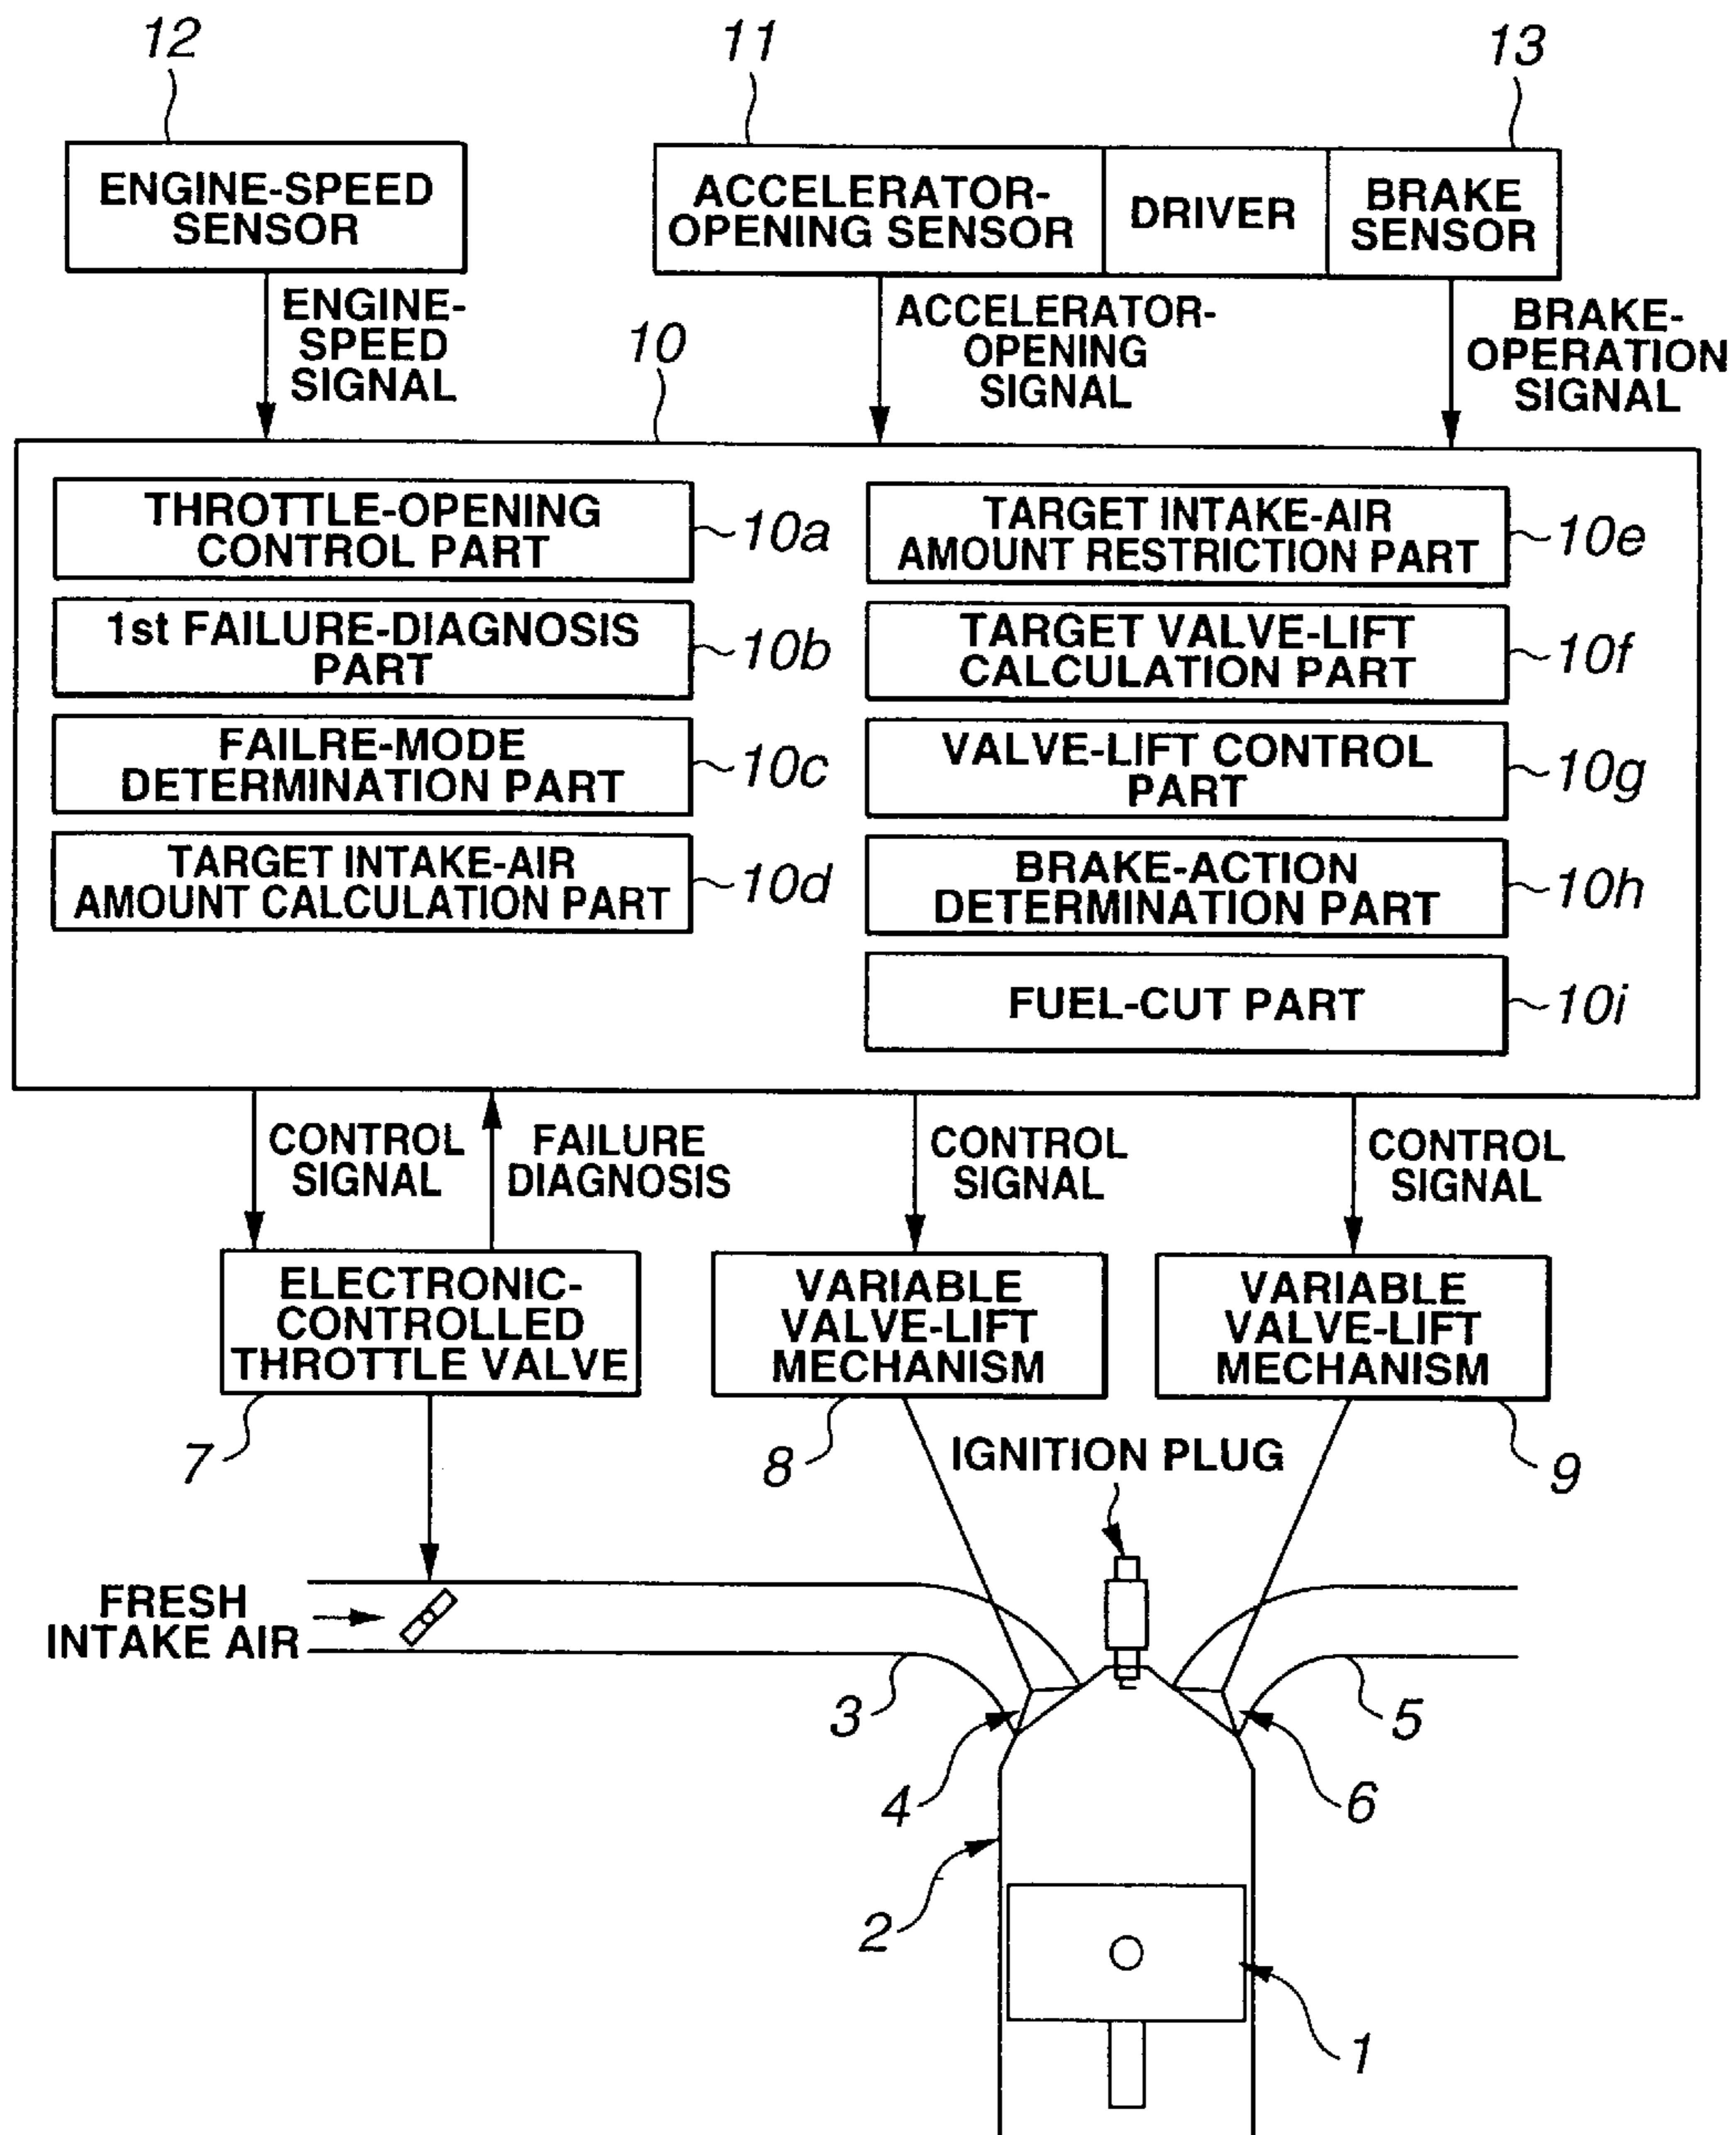 12
11
13
ENGINE-SPEED
SENSOR
ACCELERATOR-
OPENING SENSOR
DRIVER
BRAKE
SENSOR
ENGINE-
SPEED
SIGNAL
10
ACCELERATOR-
OPENING
SIGNAL
BRAKE-
OPERATION
SIGNAL
THROTTLE-OPENING
CONTROL PART
10a
1st FAILURE-DIAGNOSIS
PART
10b
FAILRE-MODE
DETERMINATION PART
10c
TARGET INTAKE-AIR
AMOUNT CALCULATION PART
10d
TARGET INTAKE-AIR
AMOUNT RESTRICTION PART
10e
TARGET VALVE-LIFT
CALCULATION PART
10f
VALVE-LIFT CONTROL
PART
10g
BRAKE-ACTION
DETERMINATION PART
10h
FUEL-CUT PART
10i
CONTROL
SIGNAL
FAILURE
DIAGNOSIS
CONTROL
SIGNAL
CONTROL
SIGNAL
ELECTRONIC-
CONTROLLED
THROTTLE VALVE
VARIABLE
VALVE-LIFT
MECHANISM
VARIABLE
VALVE-LIFT
MECHANISM
7
8
IGNITION PLUG
9
FRESH
INTAKE AIR
3
5
4
6
2
1